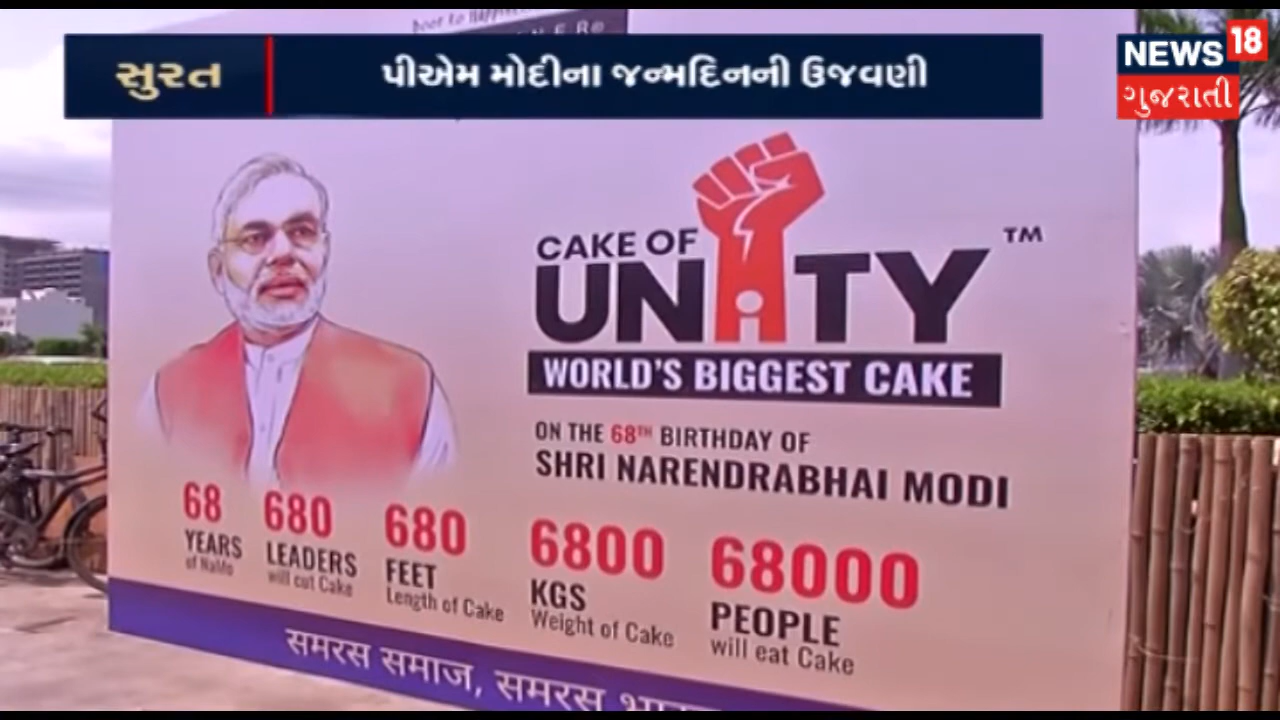 સુરત
પીએમ મોદીના જન્મદિનની ઉજવણી
NEWS 18
ગુજરાતી
CAKE OF
UNiTY ™
WORLD'S BIGGEST CAKE
ON THE 68TH BIRTHDAY OF
SHRI NARENDRABHAI MODI
68
YEARS
of NaMo
680
LEADERS
will cut Cake
680
FEET
Length of Cake
6800
KGS
Weight of Cake
68000
PEOPLE
will eat Cake
समरस समाज, समरस